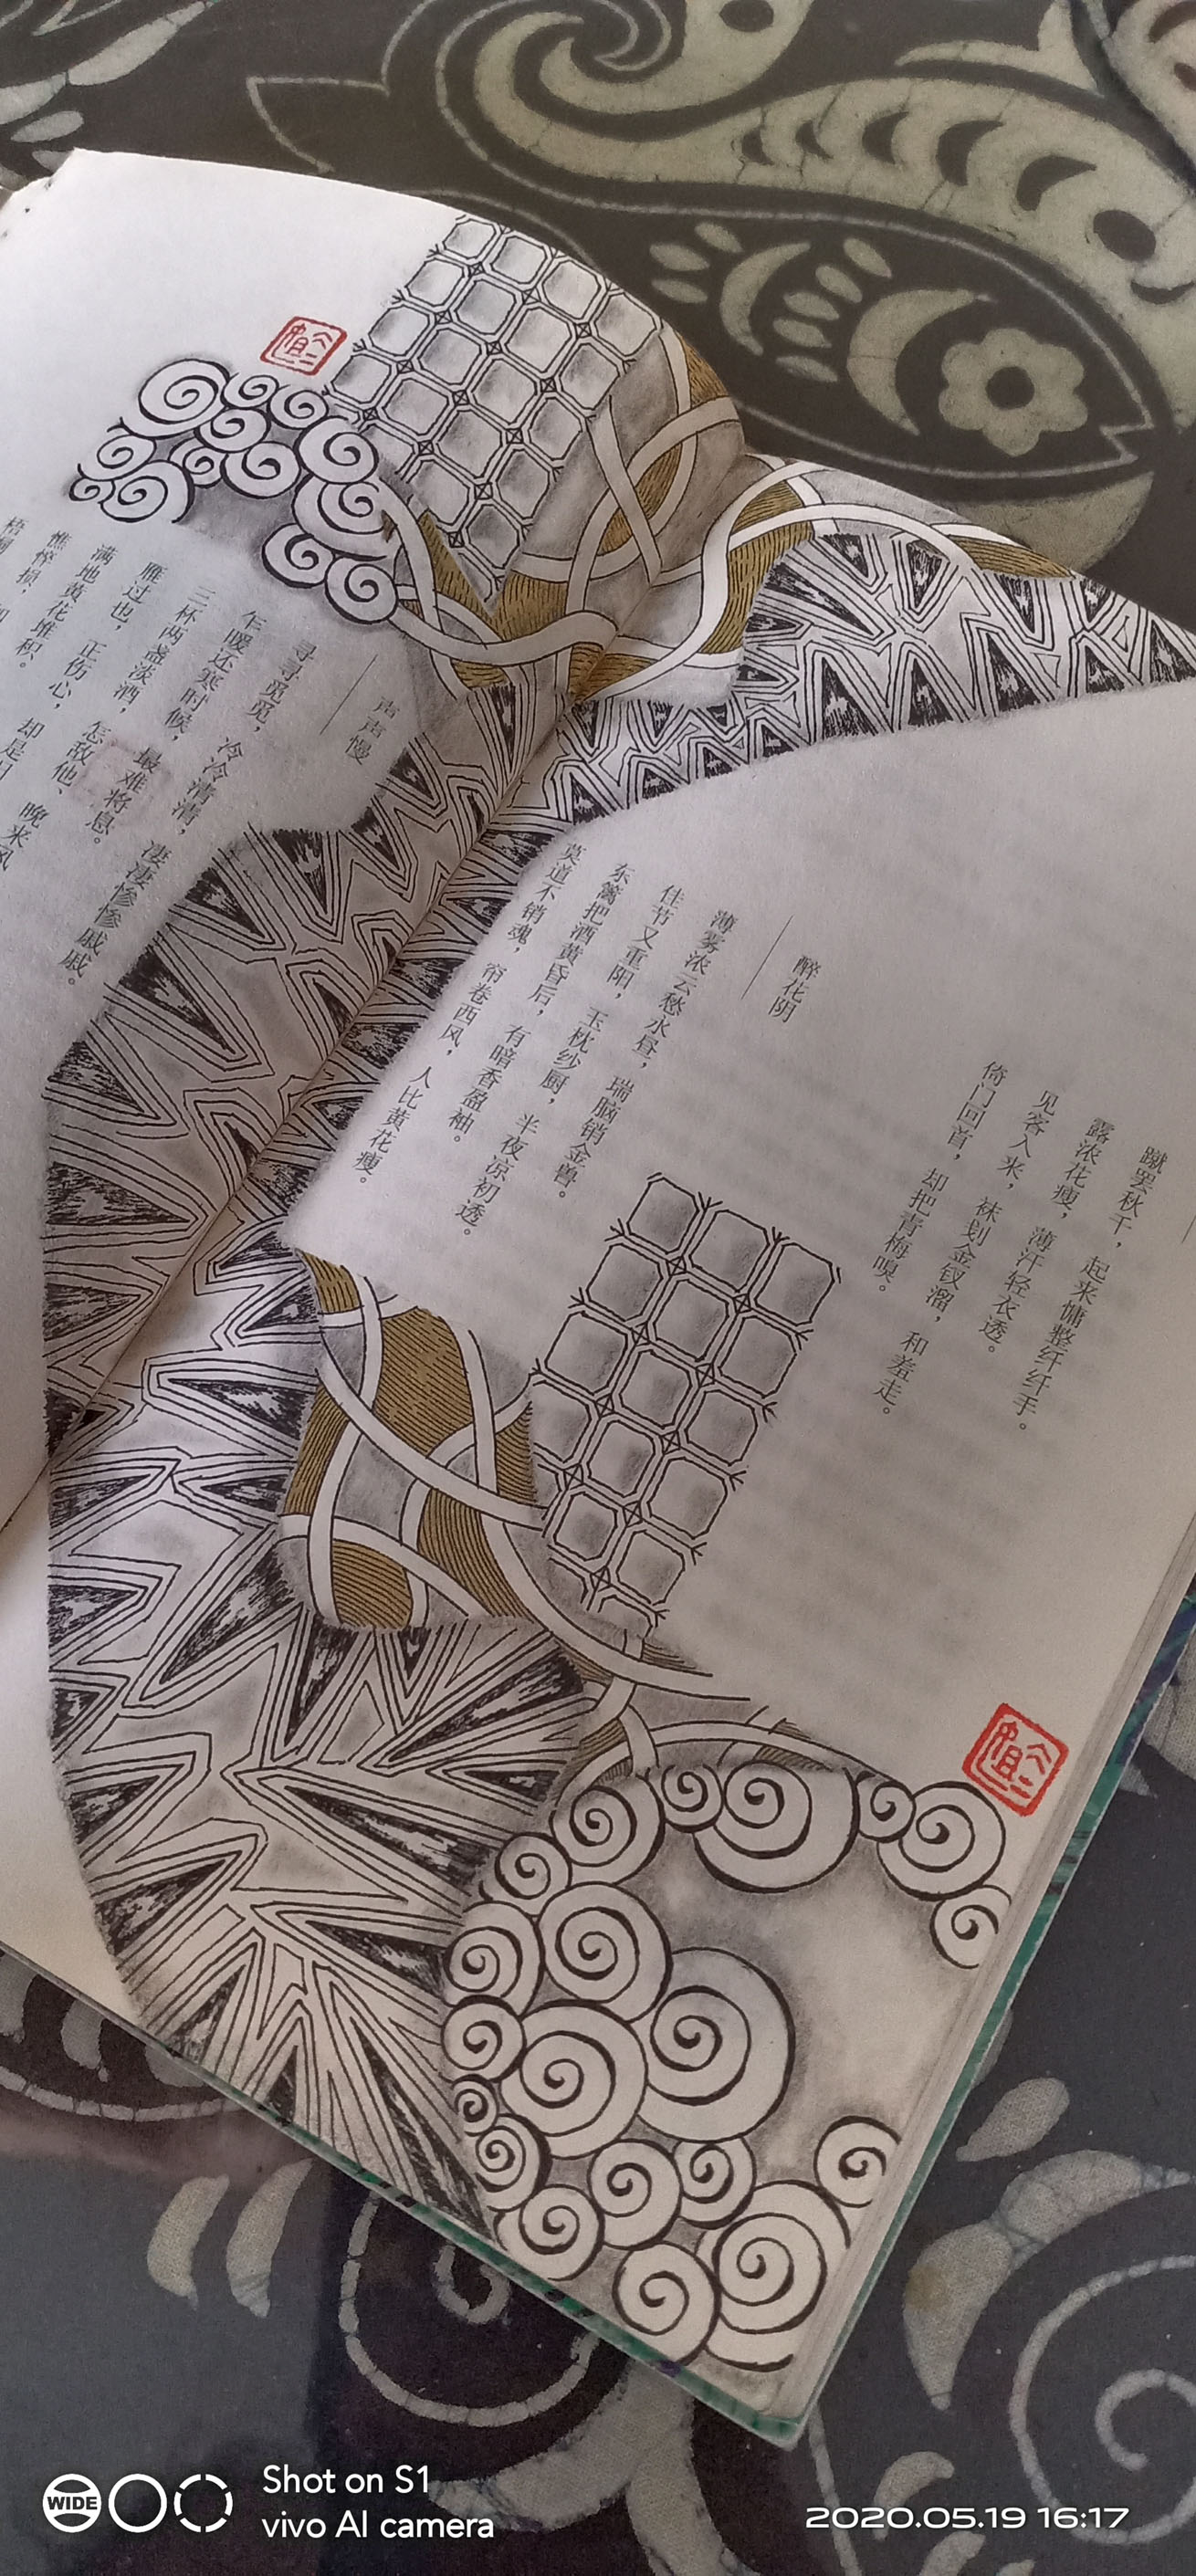 蹴罢秋千，起来慵整纤纤手。
露浓花瘦，薄汗轻衣透。
见客入来，袜划金钗溜，和羞走。
倚门回首，却把青梅嗅。
醉花阴
薄雾浓云愁永昼，瑞脑销金兽。
佳节又重阳，玉枕纱厨，半夜凉初透。
东篱把酒黄昏后，有暗香盈袖。
莫道不销魂，帘卷西风，人比黄花瘦。
声声慢
寻寻觅觅，冷冷清清，凄凄惨惨戚戚。
乍暖还寒时候，最难将息。
三杯两盏淡酒，怎敌他、晚来风
雁过也，正伤心，却是
满地黄花堆积。
憔悴损，
WIDE
Shot on S1
vivo AI camera
2020.05.19 16:17